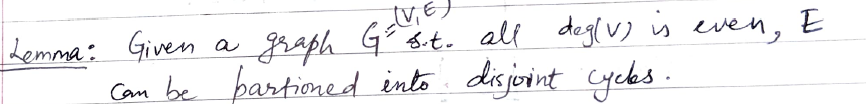 Lemma: Given a graph G=(V,E) s.t. all deg(v) is even, E
can be partioned into disjoint cycles.